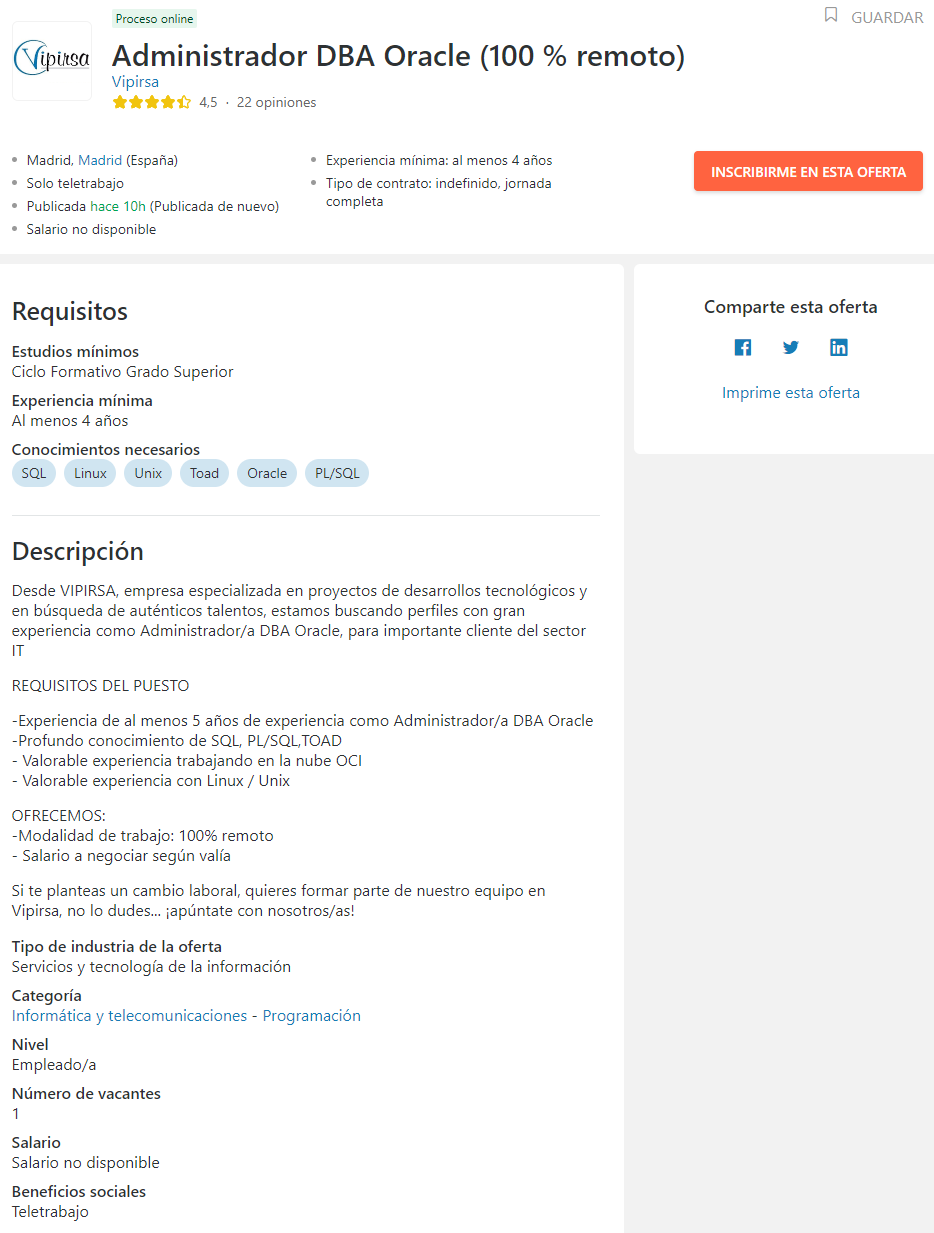 Proceso online
GUARDAR
Vipirsa
Administrador DBA Oracle (100 % remoto)
Vipirsa
4,5 · 22 opiniones
Madrid, Madrid (España)
Solo teletrabajo
Publicada hace 10h (Publicada de nuevo)
Salario no disponible
Experiencia mínima: al menos 4 años
Tipo de contrato: indefinido, jornada
completa
INSCRIBIRME EN ESTA OFERTA
Requisitos
Estudios mínimos
Ciclo Formativo Grado Superior
Experiencia mínima
Al menos 4 años
Conocimientos necesarios
SQL Linux Unix Toad Oracle PL/SQL
Descripción
Desde VIPIRSA, empresa especializada en proyectos de desarrollos tecnológicos y
en búsqueda de auténticos talentos, estamos buscando perfiles con gran
experiencia como Administrador/a DBA Oracle, para importante cliente del sector
IT
REQUISITOS DEL PUESTO
-Experiencia de al menos 5 años de experiencia como Administrador/a DBA Oracle
-Profundo conocimiento de SQL, PL/SQL,TOAD
- Valorable experiencia trabajando en la nube OCI
- Valorable experiencia con Linux / Unix
OFRECEMOS:
-Modalidad de trabajo: 100% remoto
- Salario a negociar según valía
Si te planteas un cambio laboral, quieres formar parte de nuestro equipo en
Vipirsa, no lo dudes... ¡apúntate con nosotros/as!
Tipo de industria de la oferta
Servicios y tecnología de la información
Categoría
Informática y telecomunicaciones - Programación
Nivel
Empleado/a
Número de vacantes
1
Salario
Salario no disponible
Beneficios sociales
Teletrabajo
Comparte esta oferta
Imprime esta oferta